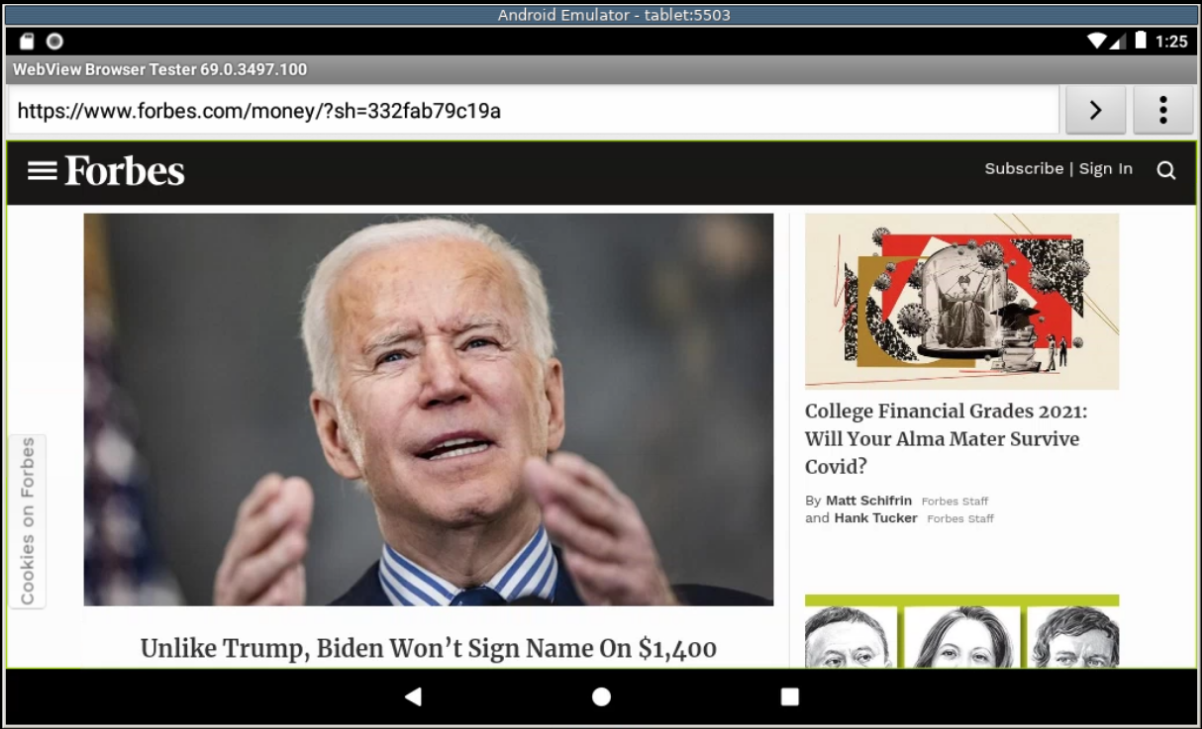 Android Emulator - tablet:5503
1:25
WebView Browser Tester 69.0.3497.100
https://www.forbes.com/money/?sh=332fab79c19a
Forbes
Subscribe | Sign In
Cookies on Forbes
Unlike Trump, Biden Won’t Sign Name On $1,400
College Financial Grades 2021:
Will Your Alma Mater Survive
Covid?
By Matt Schifrin Forbes Staff
and Hank Tucker Forbes Staff